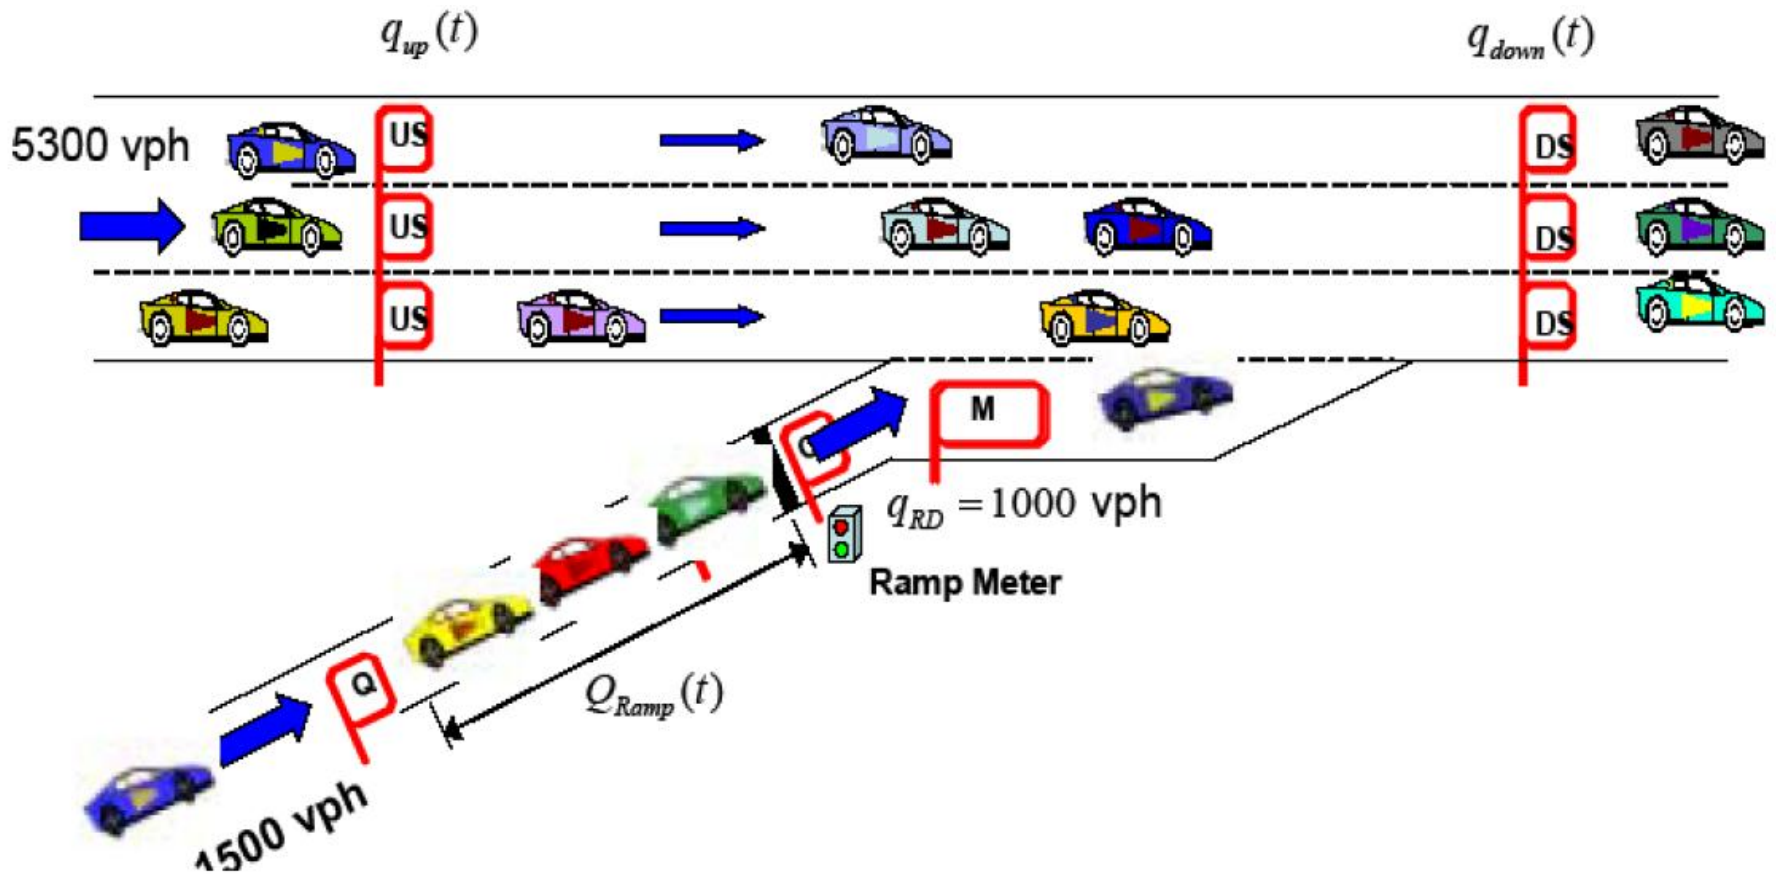 q_up(t)
q_down(t)
5300 vph
US
DS
US
DS
US
DS
M
q_RD = 1000 vph
Ramp Meter
Q
Q_Ramp(t)
1500 vph